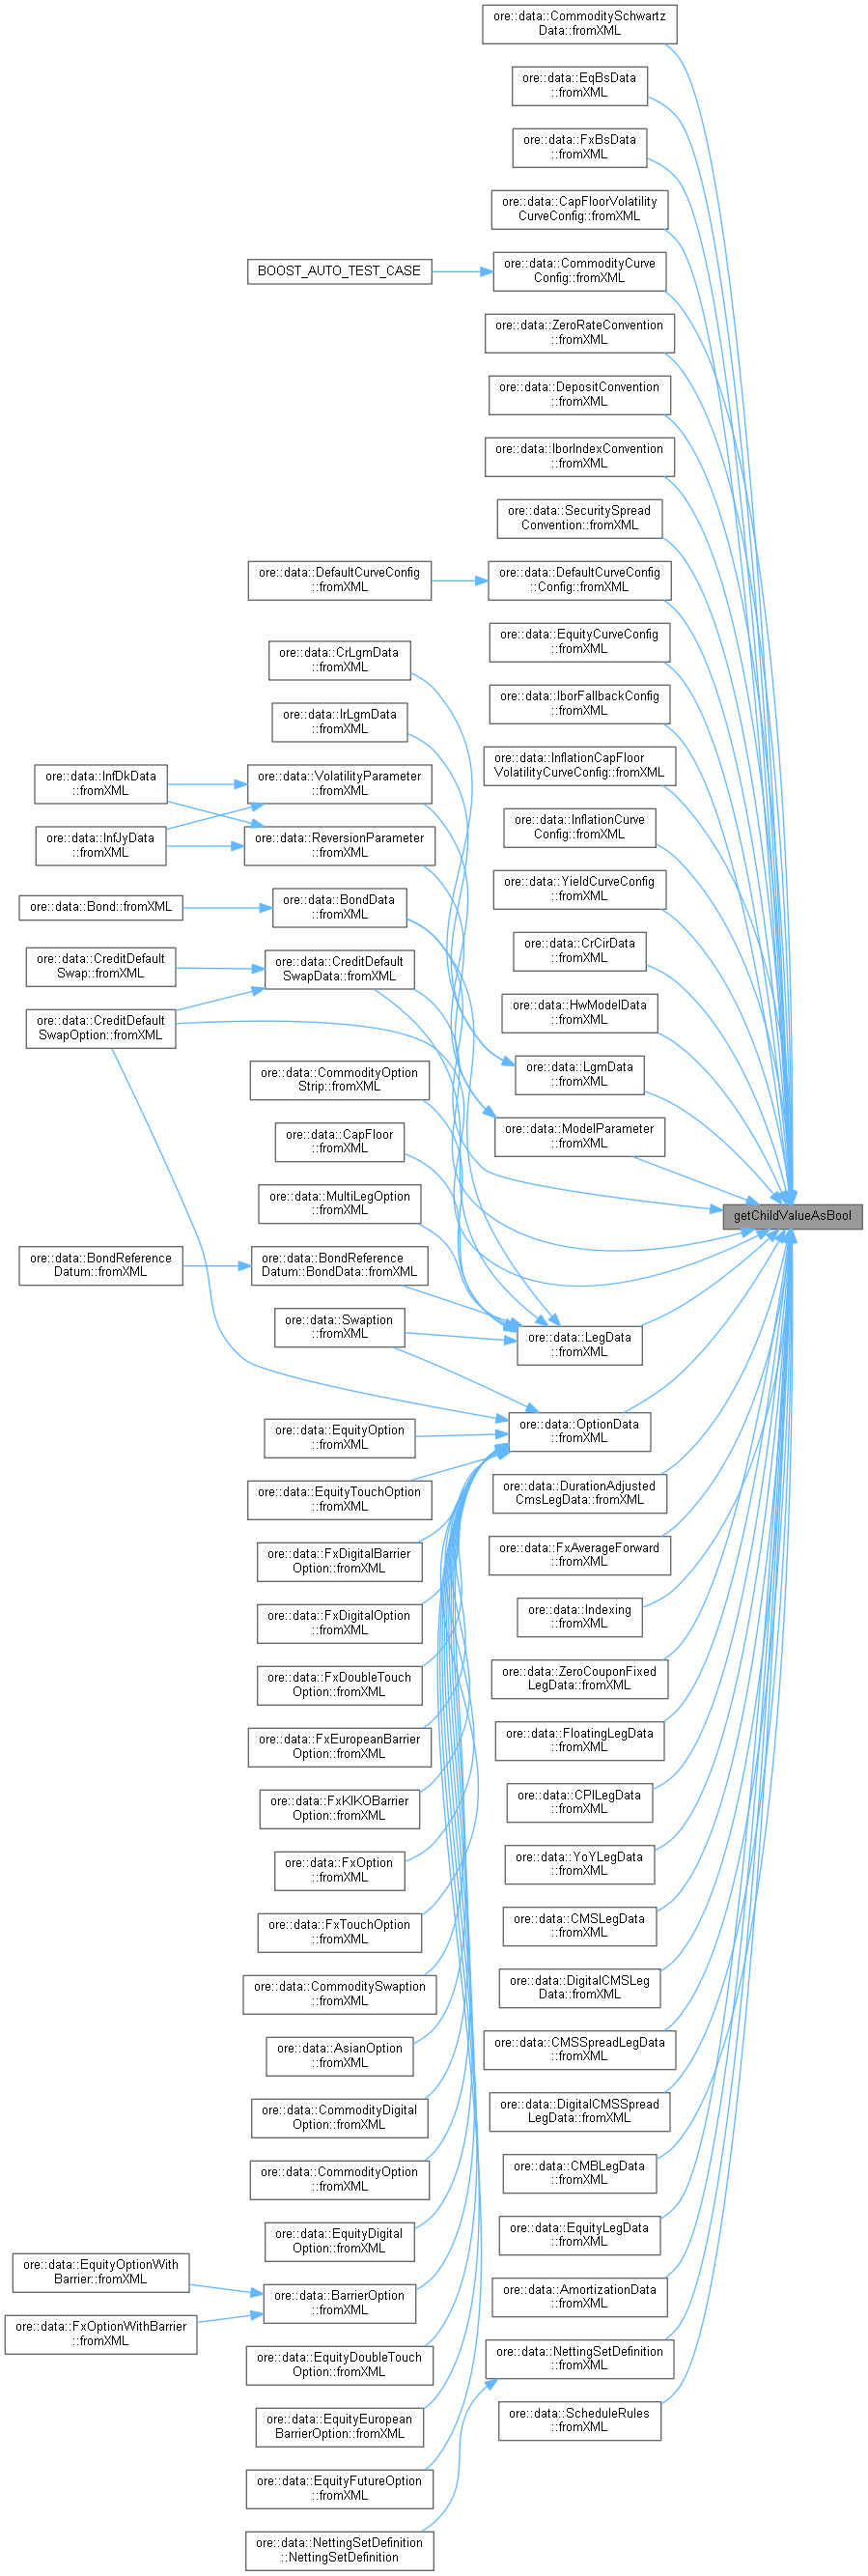 ore::data::CommoditySchwartz
Data::fromXML
ore::data::EqBsData
::fromXML
ore::data::FxBsData
::fromXML
ore::data::CapFloorVolatility
CurveConfig::fromXML
BOOST_AUTO_TEST_CASE
ore::data::CommodityCurve
Config::fromXML
ore::data::ZeroRateConvention
::fromXML
ore::data::DepositConvention
::fromXML
ore::data::IborIndexConvention
::fromXML
ore::data::SecuritySpread
Convention::fromXML
ore::data::DefaultCurveConfig
::fromXML
ore::data::DefaultCurveConfig
::Config::fromXML
ore::data::EquityCurveConfig
::fromXML
ore::data::CrLgmData
::fromXML
ore::data::IborFallbackConfig
::fromXML
ore::data::IrLgmData
::fromXML
ore::data::InflationCapFloor
VolatilityCurveConfig::fromXML
ore::data::InfDkData
::fromXML
ore::data::VolatilityParameter
::fromXML
ore::data::InflationCurve
Config::fromXML
ore::data::InfJyData
::fromXML
ore::data::ReversionParameter
::fromXML
ore::data::YieldCurveConfig
::fromXML
ore::data::Bond::fromXML
ore::data::BondData
::fromXML
ore::data::CrCirData
::fromXML
ore::data::CreditDefault
Swap::fromXML
ore::data::CreditDefault
SwapData::fromXML
ore::data::HwModelData
::fromXML
ore::data::CreditDefault
SwapOption::fromXML
ore::data::LgmData
::fromXML
ore::data::CommodityOption
Strip::fromXML
ore::data::ModelParameter
::fromXML
ore::data::CapFloor
::fromXML
ore::data::MultiLegOption
::fromXML
getChildValueAsBool
ore::data::BondReference
Datum::fromXML
ore::data::BondReference
Datum::BondData::fromXML
ore::data::Swaption
::fromXML
ore::data::LegData
::fromXML
ore::data::EquityOption
::fromXML
ore::data::OptionData
::fromXML
ore::data::EquityTouchOption
::fromXML
ore::data::DurationAdjusted
CmsLegData::fromXML
ore::data::FxDigitalBarrier
Option::fromXML
ore::data::FxAverageForward
::fromXML
ore::data::FxDigitalOption
::fromXML
ore::data::Indexing
::fromXML
ore::data::FxDoubleTouch
Option::fromXML
ore::data::ZeroCouponFixed
LegData::fromXML
ore::data::FxEuropeanBarrier
Option::fromXML
ore::data::FloatingLegData
::fromXML
ore::data::FxKIKOBarrier
Option::fromXML
ore::data::CPILegData
::fromXML
ore::data::FxOption
::fromXML
ore::data::YoYLegData
::fromXML
ore::data::FxTouchOption
::fromXML
ore::data::CMSLegData
::fromXML
ore::data::CommoditySwaption
::fromXML
ore::data::DigitalCMSLeg
Data::fromXML
ore::data::AsianOption
::fromXML
ore::data::CMSSpreadLegData
::fromXML
ore::data::CommodityDigital
Option::fromXML
ore::data::DigitalCMSSpread
LegData::fromXML
ore::data::CommodityOption
::fromXML
ore::data::CMBLegData
::fromXML
ore::data::EquityDigital
Option::fromXML
ore::data::EquityLegData
::fromXML
ore::data::EquityOptionWith
Barrier::fromXML
ore::data::BarrierOption
::fromXML
ore::data::AmortizationData
::fromXML
ore::data::FxOptionWithBarrier
::fromXML
ore::data::EquityDoubleTouch
Option::fromXML
ore::data::NettingSetDefinition
::fromXML
ore::data::EquityEuropean
BarrierOption::fromXML
ore::data::ScheduleRules
::fromXML
ore::data::EquityFutureOption
::fromXML
ore::data::NettingSetDefinition
::NettingSetDefinition